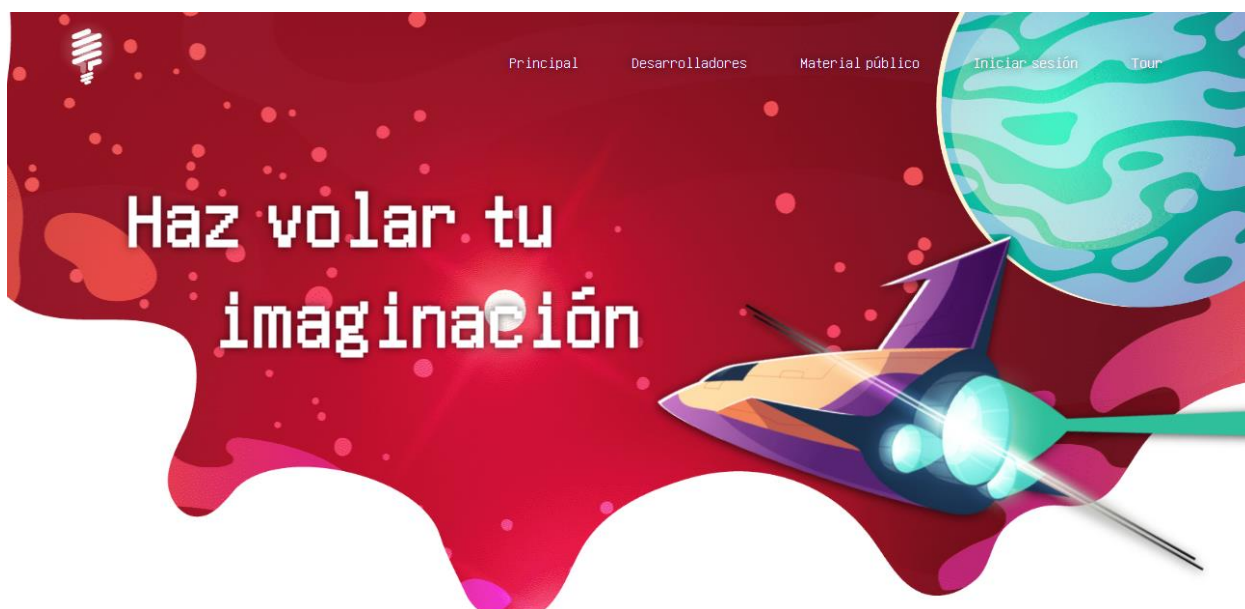 Principal Desarrolladores Material público Iniciar sesión Tour
Haz volar tu
imaginación